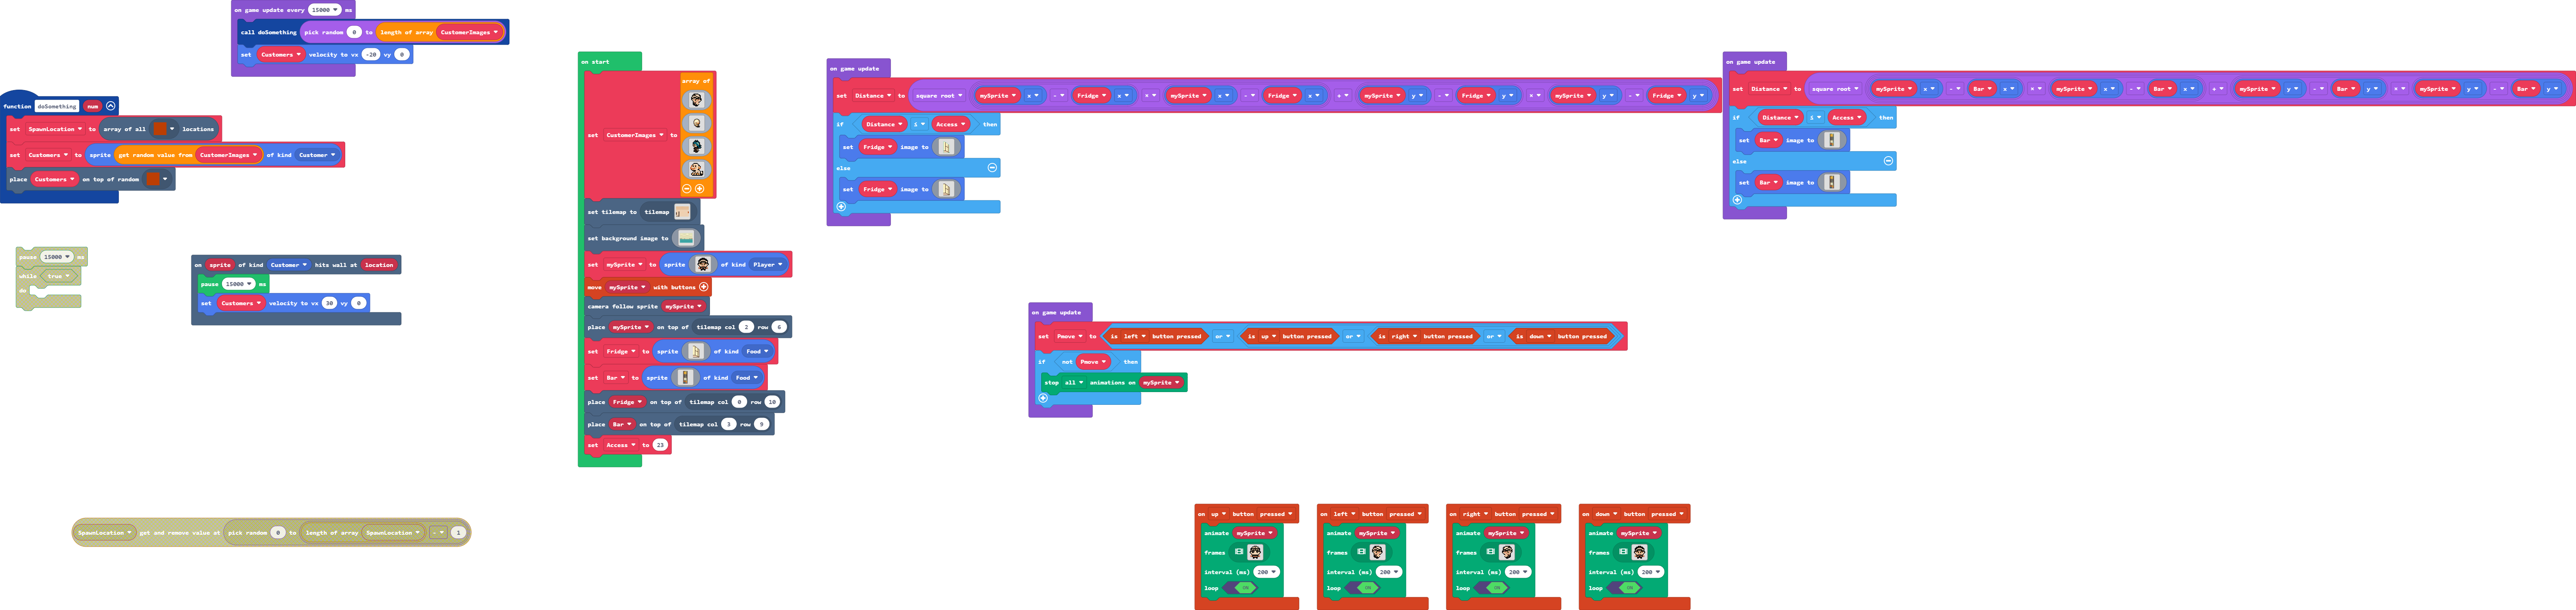 on game update every 15000 ms
call doSomething pick random 0 to length of array CustomerImages
set Customers velocity to vx -20 vy 0
function doSomething num
set SpawnLocation to array of all locations
set Customers to sprite get random value from CustomerImages of kind Customer
place Customers on top of random
pause 15000 ms
while true
do
on sprite of kind Customer hits wall at location
pause 15000 ms
set Customers velocity to vx 30 vy 0
SpawnLocation get and remove value at pick random 0 to length of array SpawnLocation - 1
on start
set CustomerImages to array of
set tilemap to tilemap
set background image to
set mySprite to sprite of kind Player
move mySprite with buttons
camera follow sprite mySprite
place mySprite on top of tilemap col 2 row 6
set Fridge to sprite of kind Food
set Bar to sprite of kind Food
place Fridge on top of tilemap col 0 row 10
place Bar on top of tilemap col 3 row 9
set Access to 23
on game update
set Distance to square root mySprite x - Fridge x × mySprite x - Fridge x + mySprite y - Fridge y × mySprite y - Fridge y
if Distance ≤ Access then
set Fridge image to
else
set Fridge image to
on game update
set Distance to square root mySprite x - Bar x × mySprite x - Bar x + mySprite y - Bar y × mySprite y - Bar y
if Distance ≤ Access then
set Bar image to
else
set Bar image to
on game update
set Pmove to is left button pressed or is up button pressed or is right button pressed or is down button pressed
if not Pmove then
stop all animations on mySprite
on up button pressed
animate mySprite
frames
interval (ms) 200
loop
on left button pressed
animate mySprite
frames
interval (ms) 200
loop
on right button pressed
animate mySprite
frames
interval (ms) 200
loop
on down button pressed
animate mySprite
frames
interval (ms) 200
loop